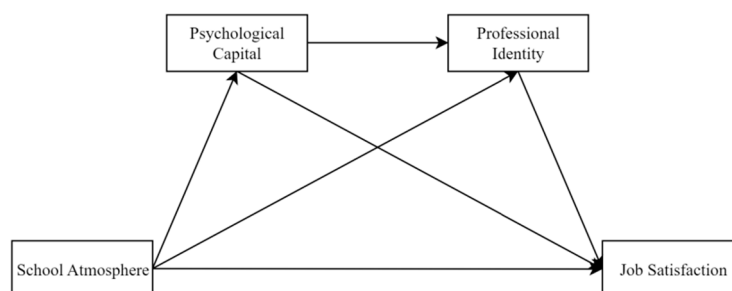 Psychological
Capital
Professional
Identity
School Atmosphere
Job Satisfaction